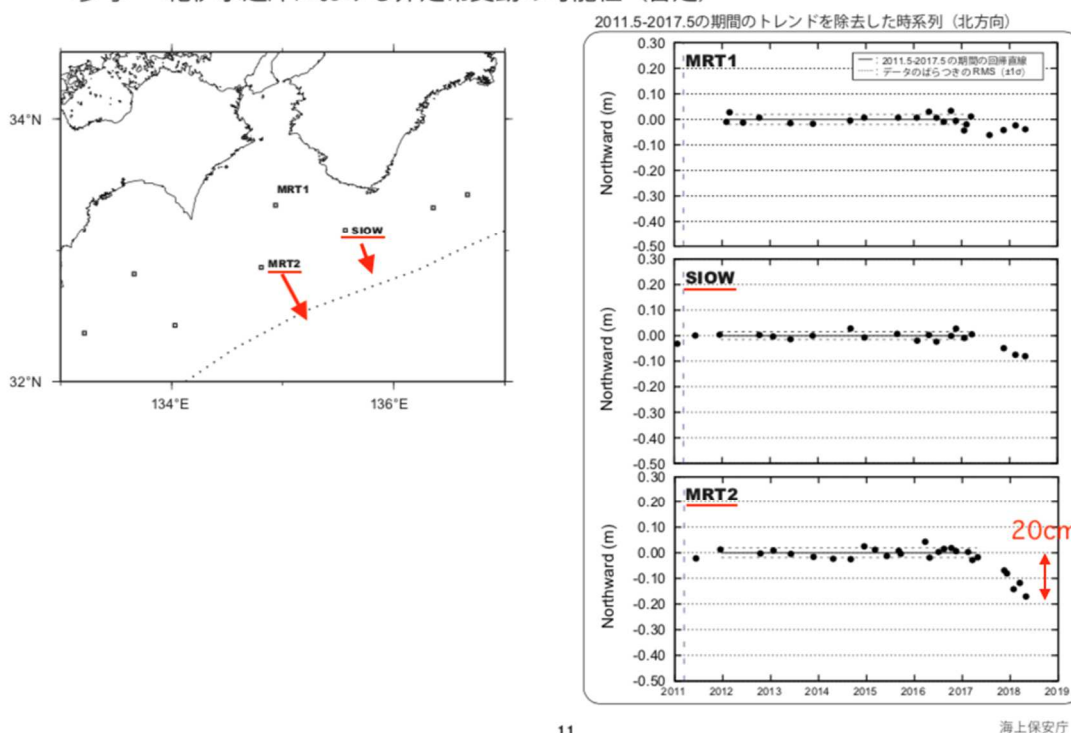 2011.5-2017.5の期間のトレンドを除去した時系列（北方向）
34°N
32°N
134°E
136°E
MRT1
SIOW
MRT2
MRT1
——：2011.5-2017.5の期間の回帰直線
：データのばらつきのRMS（±1σ）
Northward (m)
0.30
0.20
0.10
0.00
-0.10
-0.20
-0.30
-0.40
-0.50
SIOW
Northward (m)
0.30
0.20
0.10
0.00
-0.10
-0.20
-0.30
-0.40
-0.50
MRT2
Northward (m)
0.30
0.20
0.10
0.00
-0.10
-0.20
-0.30
-0.40
-0.50
20cm
2011 2012 2013 2014 2015 2016 2017 2018 2019
11
海上保安庁